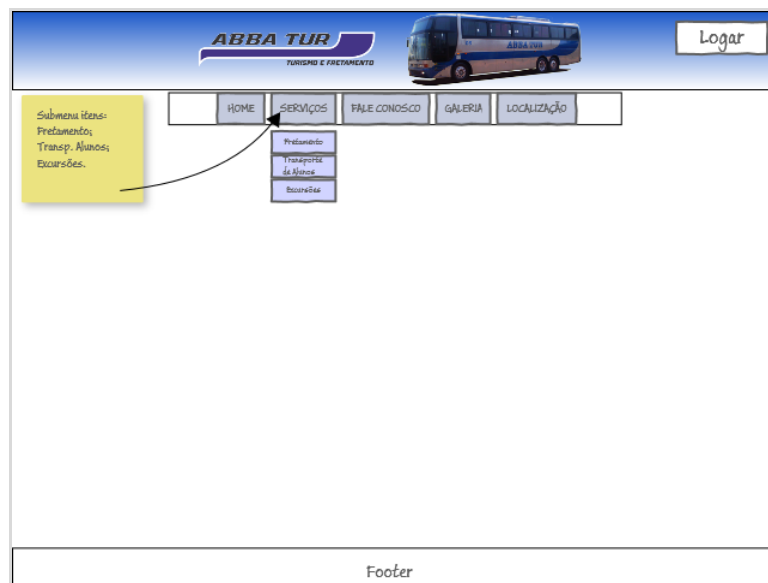 ABBA TUR
TURISMO E FRETAMENTO
ABBA TUR
Logar
Submenu itens:
Fretamento;
Transp. Alunos;
Excursões.
HOME
SERVIÇOS
FALE CONOSCO
GALERIA
LOCALIZAÇÃO
Fretamento
Transporte
de Alunos
Excursões
Footer